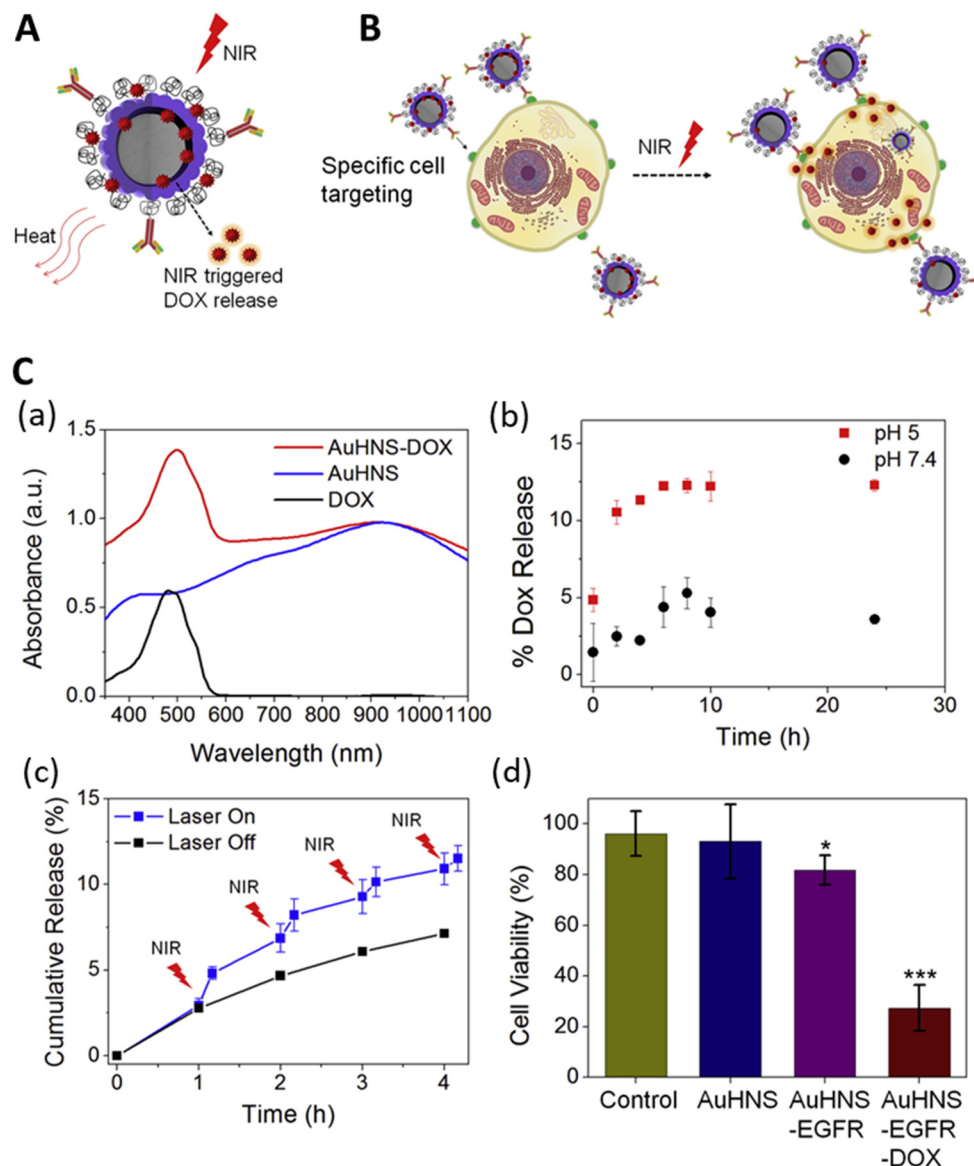 A
NIR
Heat
NIR triggered
DOX release
B
Specific cell
targeting
NIR
C
(a)
1.5
1.0
0.5
0.0
Absorbance (a.u.)
AuHNS-DOX
AuHNS
DOX
400 500 600 700 800 900 1000 1100
Wavelength (nm)
(b)
15
10
5
0
% Dox Release
pH 5
pH 7.4
0 10 20 30
Time (h)
(c)
15
10
5
0
Cumulative Release (%)
Laser On
Laser Off
NIR
NIR
NIR
NIR
0 1 2 3 4
Time (h)
(d)
100
80
60
40
20
0
Cell Viability (%)
*
***
Control
AuHNS
AuHNS
-EGFR
AuHNS
-EGFR
-DOX